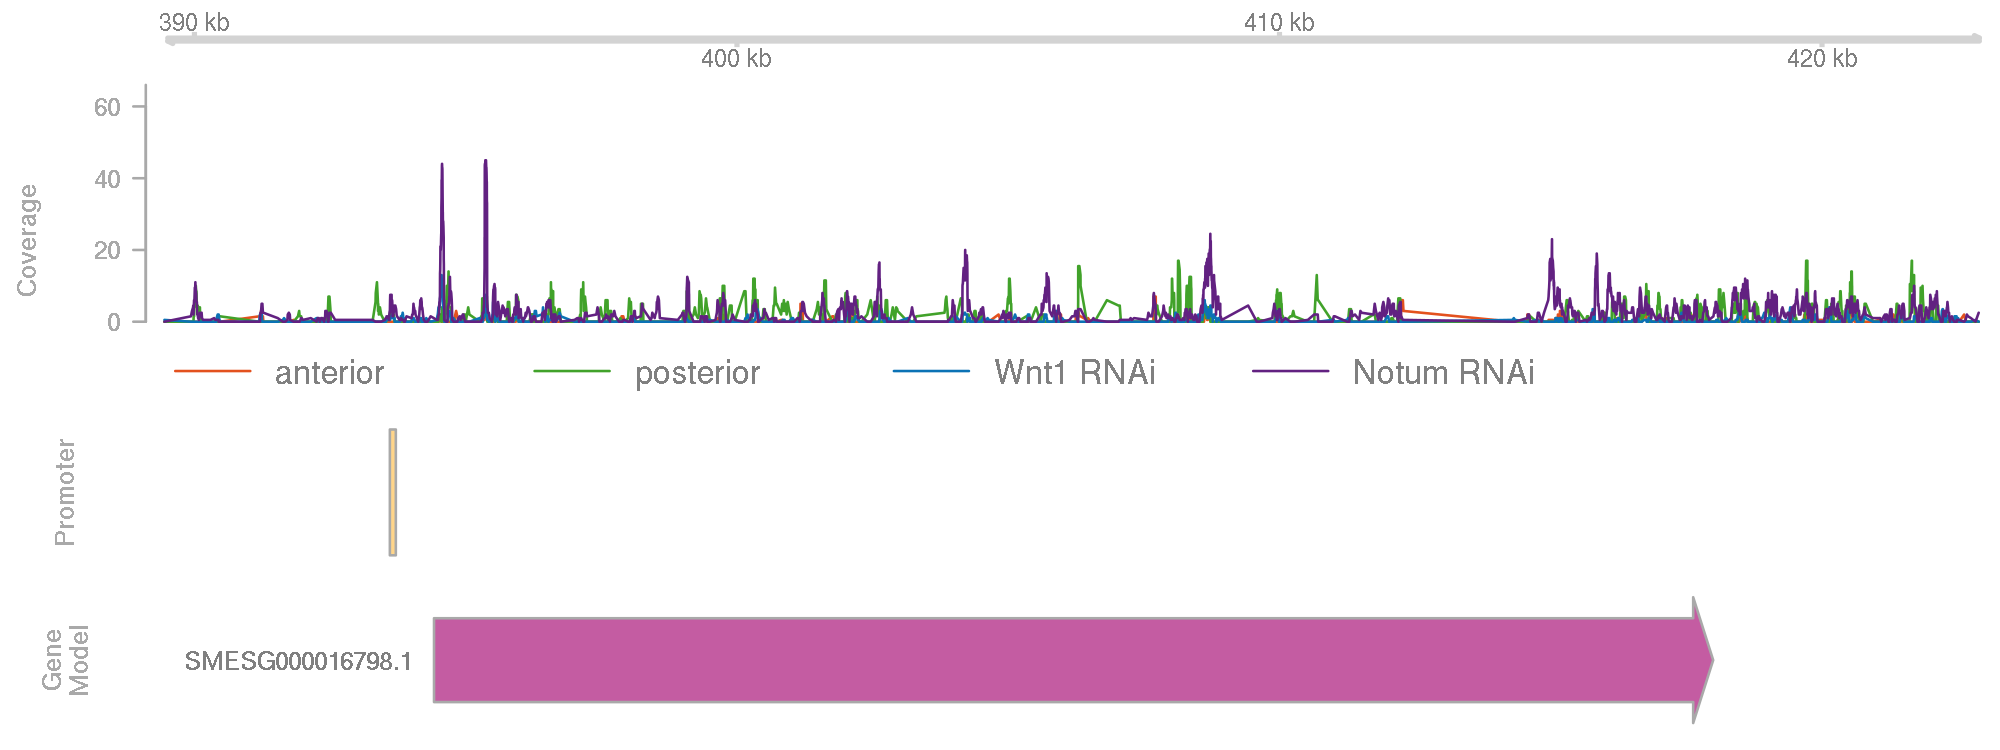 390 kb
410 kb
400 kb
420 kb
Coverage
60
40
20
0
anterior
posterior
Wnt1 RNAi
Notum RNAi
Promoter
Gene
Model
SMESG000016798.1